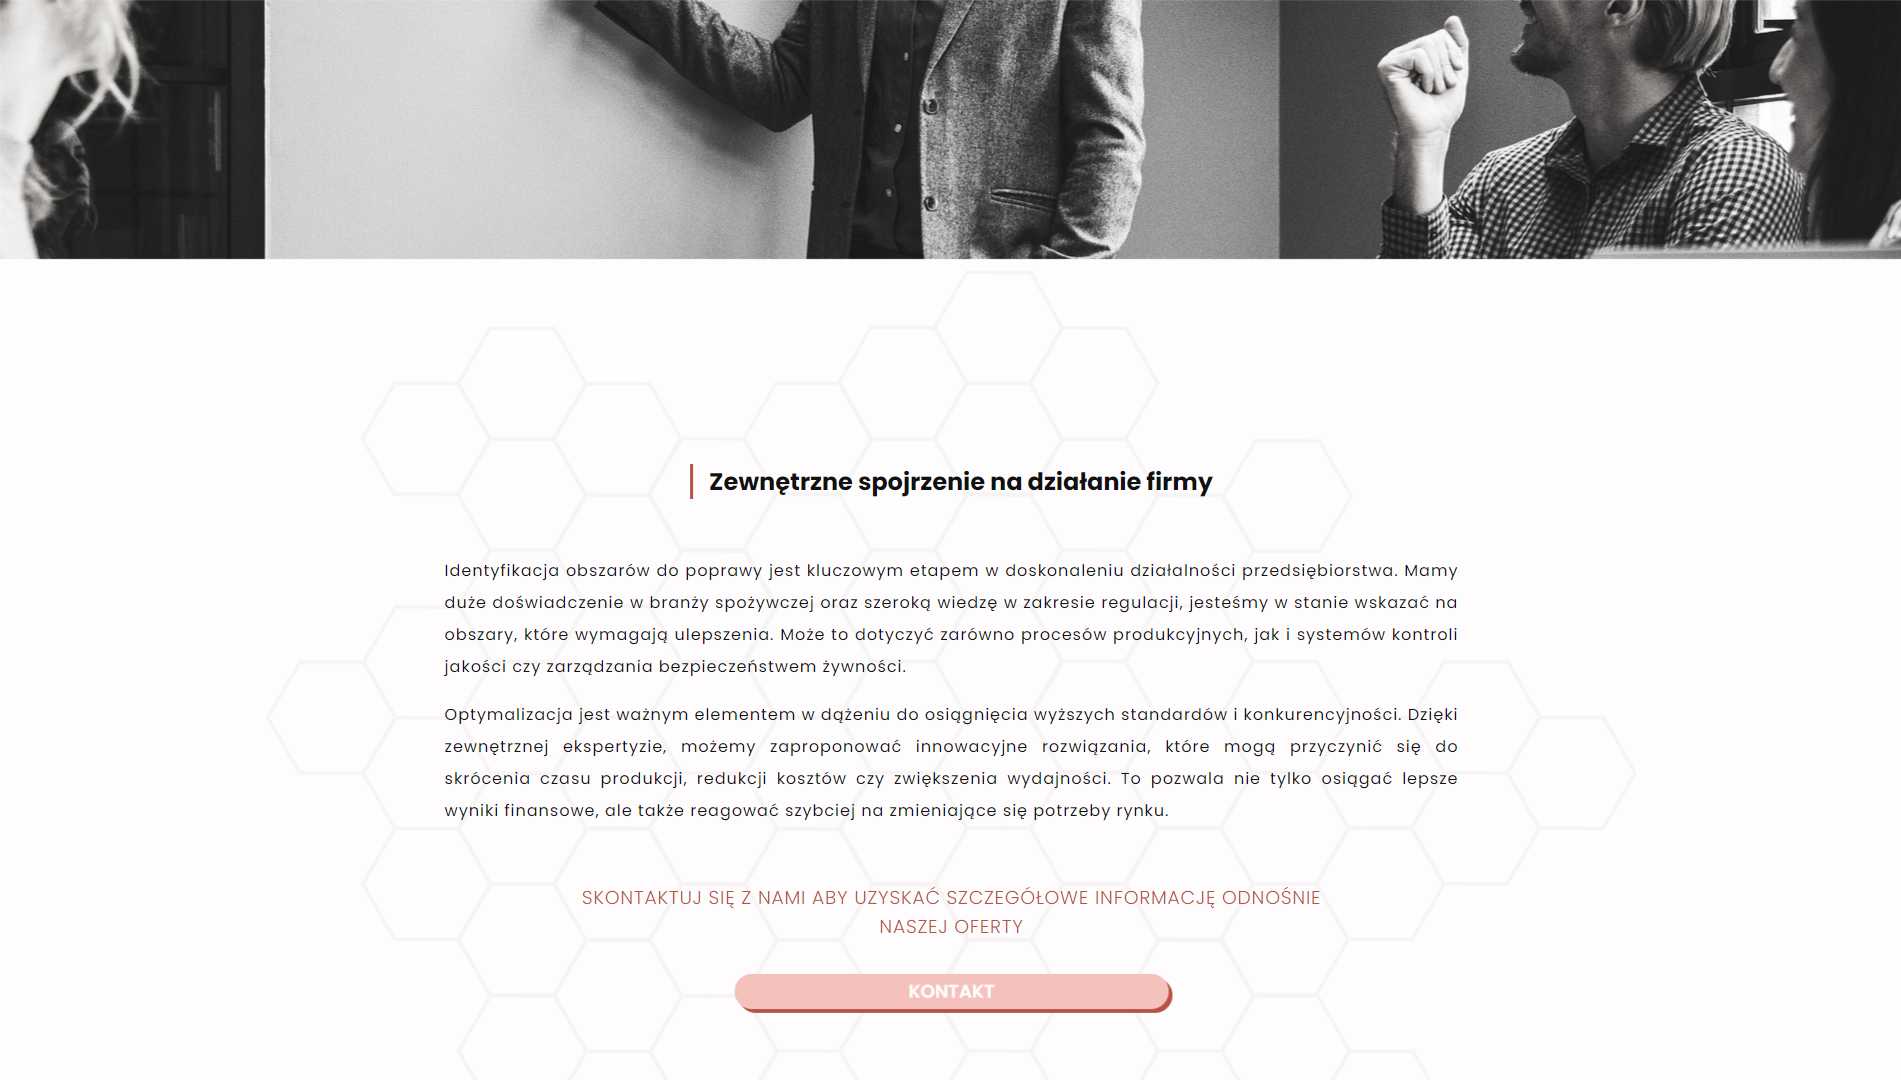 Zewnętrzne spojrzenie na działanie firmy
Identyfikacja obszarów do poprawy jest kluczowym etapem w doskonaleniu działalności przedsiębiorstwa. Mamy
duże doświadczenie w branży spożywczej oraz szeroką wiedzę w zakresie regulacji, jesteśmy w stanie wskazać na
obszary, które wymagają ulepszenia. Może to dotyczyć zarówno procesów produkcyjnych, jak i systemów kontroli
jakości czy zarządzania bezpieczeństwem żywności.
Optymalizacja jest ważnym elementem w dążeniu do osiągnięcia wyższych standardów i konkurencyjności. Dzięki
zewnętrznej ekspertyzie, możemy zaproponować innowacyjne rozwiązania, które mogą przyczynić się do
skrócenia czasu produkcji, redukcji kosztów czy zwiększenia wydajności. To pozwala nie tylko osiągać lepsze
wyniki finansowe, ale także reagować szybciej na zmieniające się potrzeby rynku.
SKONTAKTUJ SIĘ Z NAMI ABY UZYSKAĆ SZCZEGÓŁOWE INFORMACJĘ ODNOŚNIE
NASZEJ OFERTY
KONTAKT